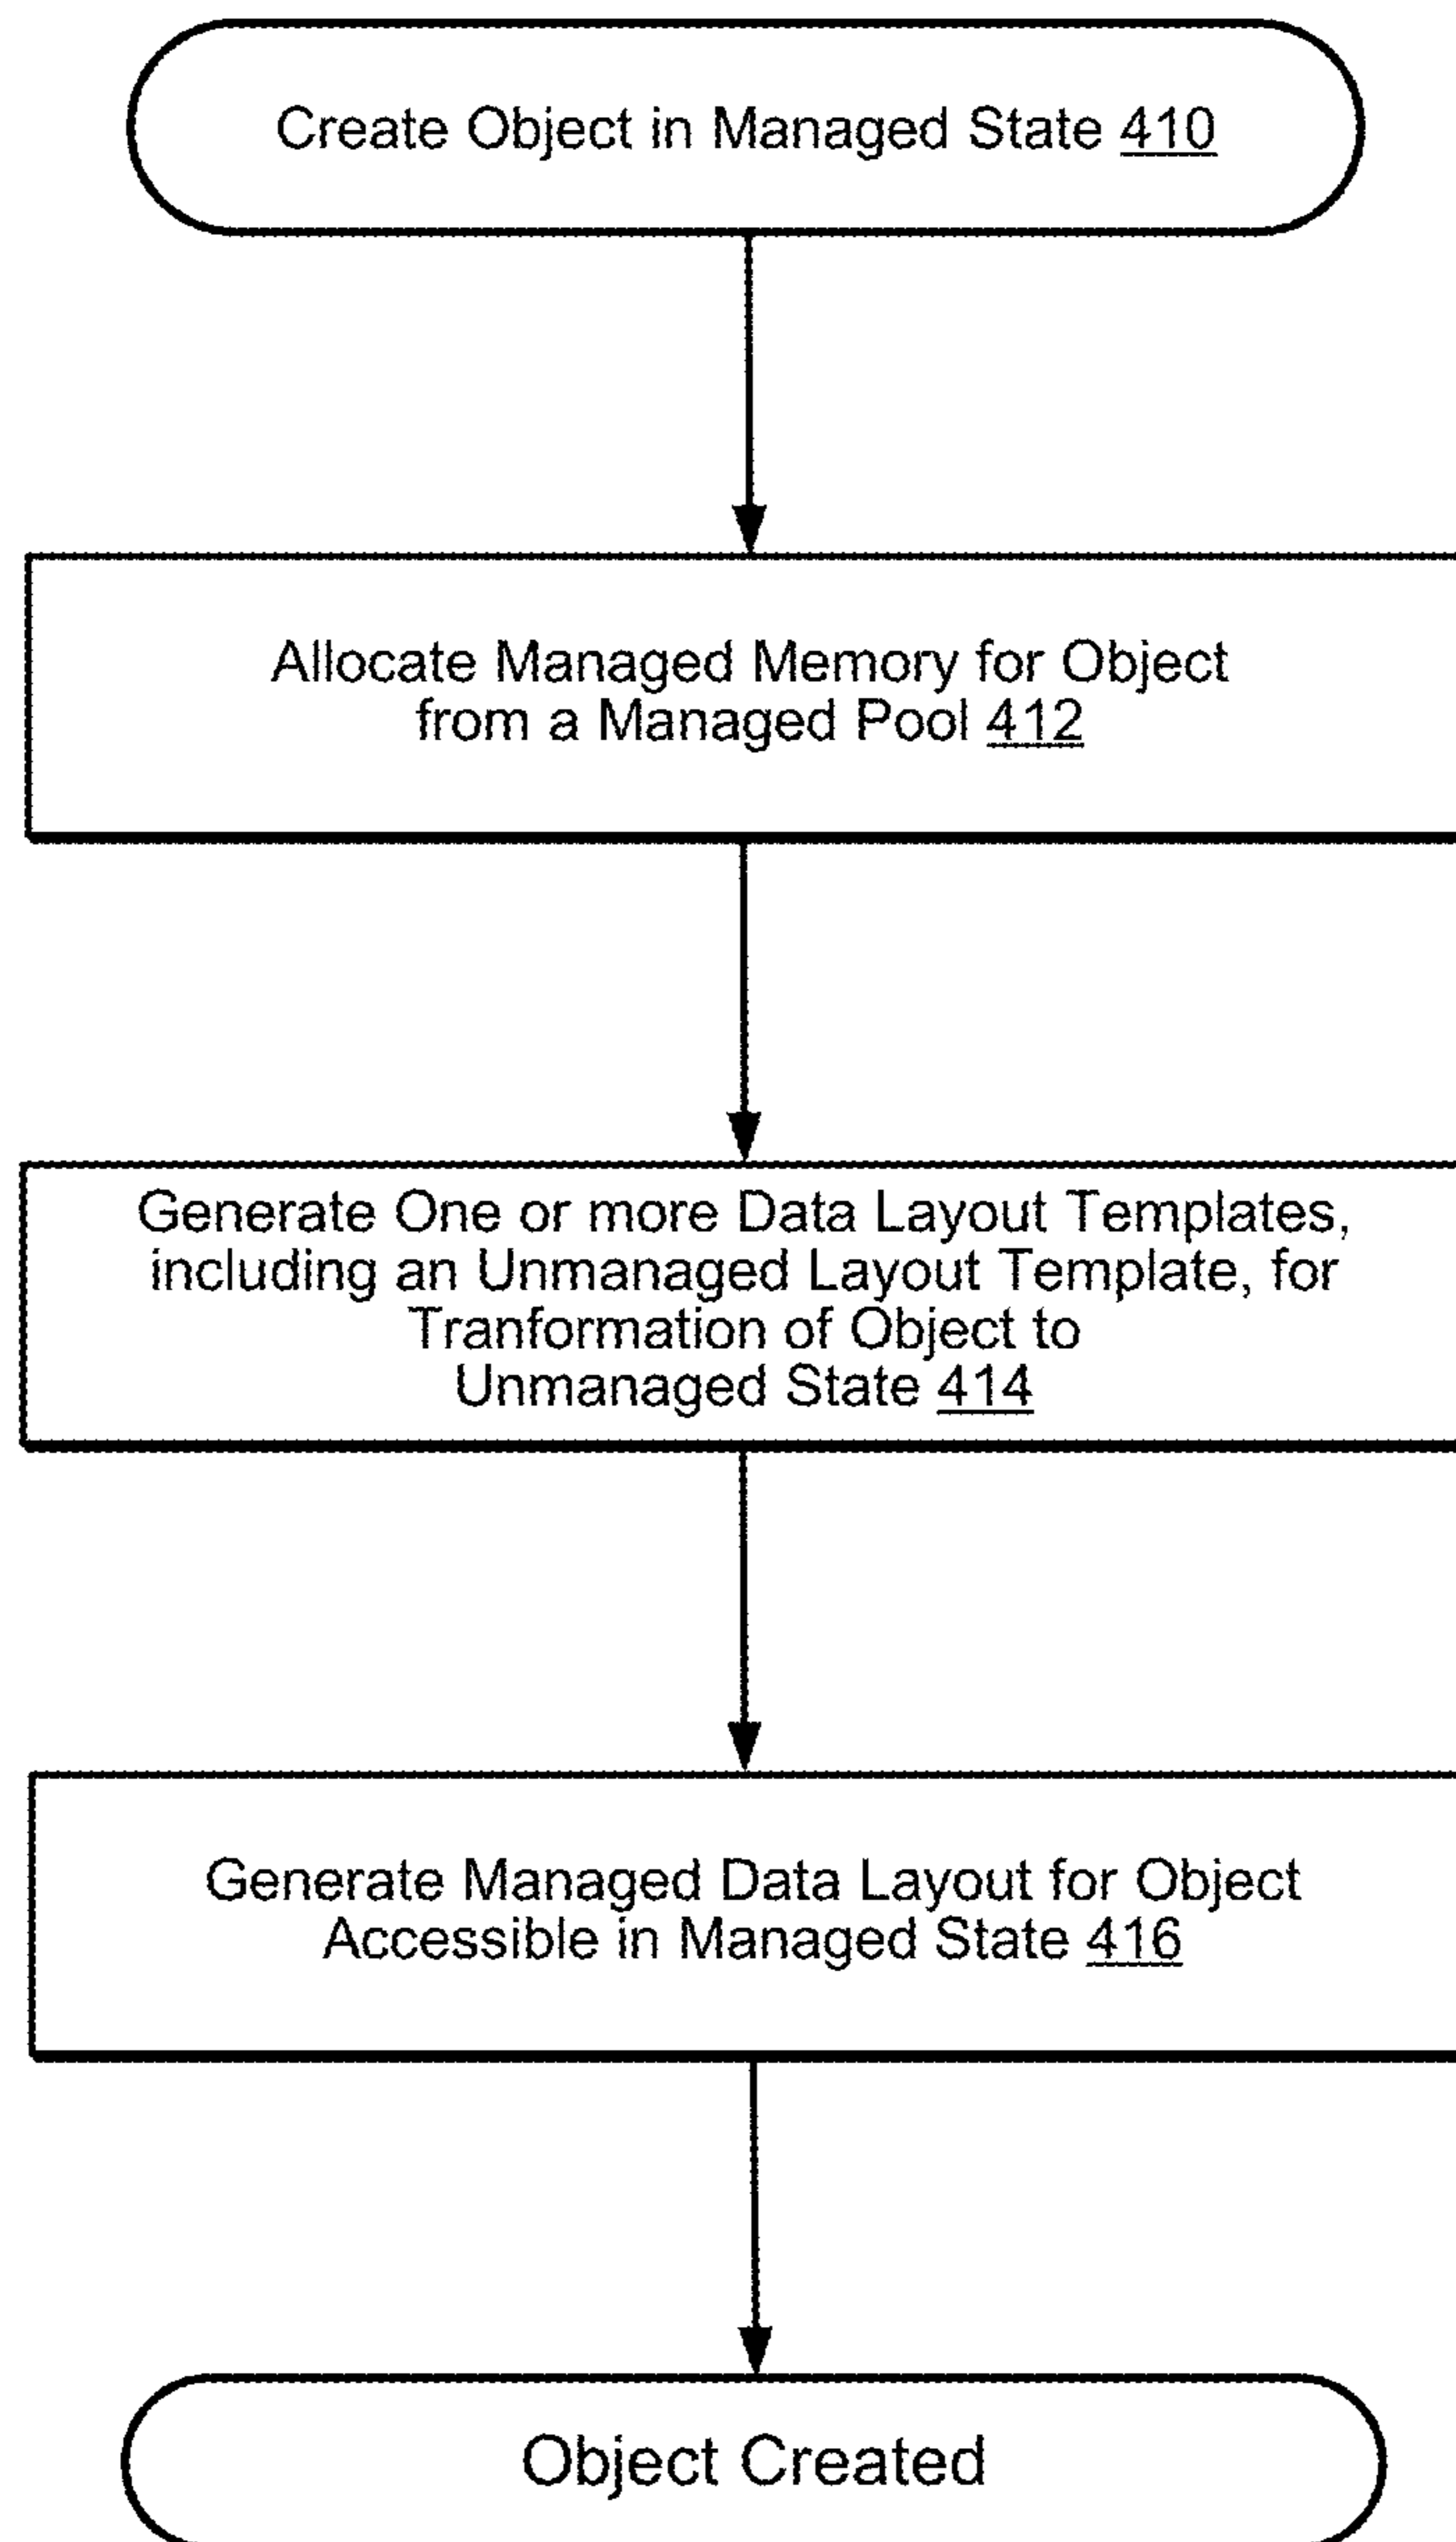 Create Object in Managed State 410
Allocate Managed Memory for Object
from a Managed Pool 412
Generate One or more Data Layout Templates,
including an Unmanaged Layout Template, for
Tranformation of Object to
Unmanaged State 414
Generate Managed Data Layout for Object
Accessible in Managed State 416
Object Created